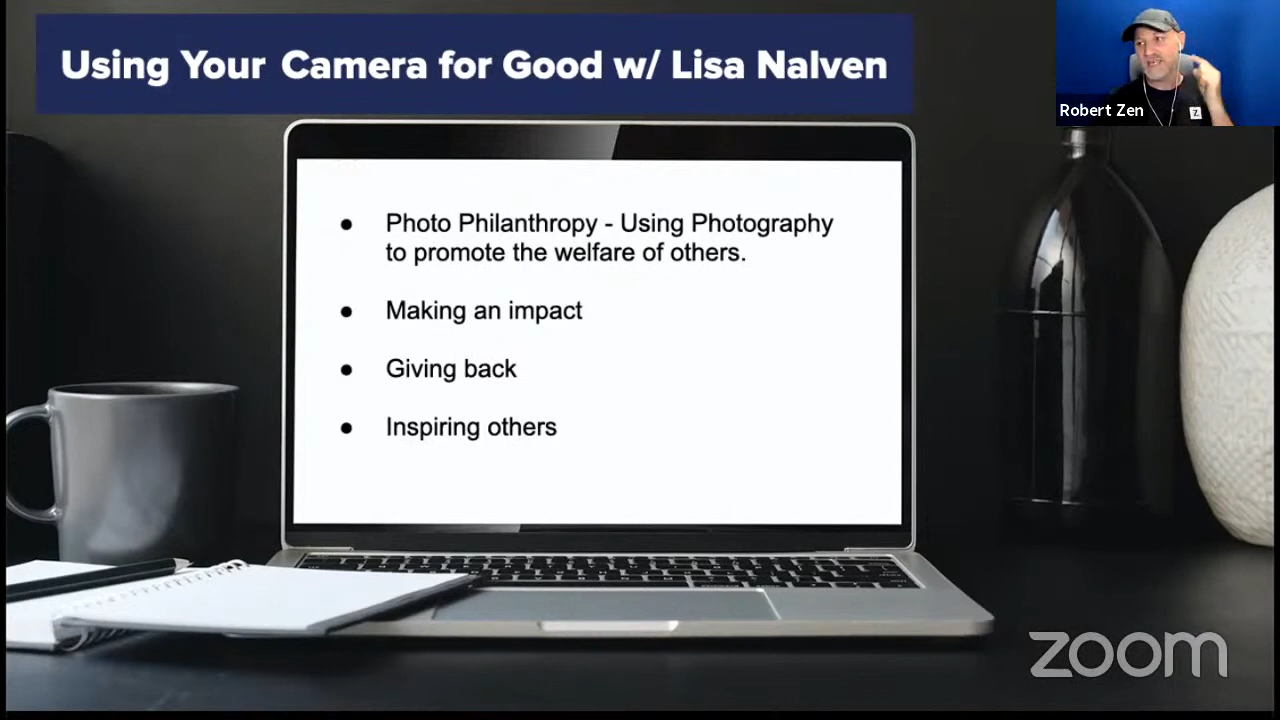 Using Your Camera for Good w/ Lisa Nalven
Robert Zen
● Photo Philanthropy - Using Photography
to promote the welfare of others.
● Making an impact
● Giving back
● Inspiring others
zoom